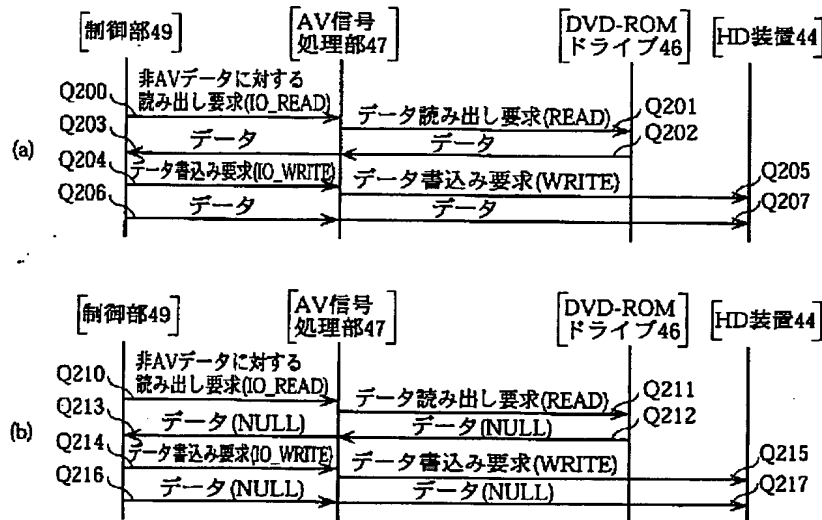 [制御部49]
[AV信号
処理部47]
[DVD-ROM
ドライブ46]
[HD装置44]
(a)
Q200
非AVデータに対する
読み出し要求(IO_READ)
データ読み出し要求(READ)
Q201
Q203
データ
データ
Q202
Q204
データ書込み要求(IO_WRITE)
データ書込み要求(WRITE)
Q205
Q206
データ
データ
Q207
[制御部49]
[AV信号
処理部47]
[DVD-ROM
ドライブ46]
[HD装置44]
(b)
Q210
非AVデータに対する
読み出し要求(IO_READ)
データ読み出し要求(READ)
Q211
Q213
データ(NULL)
データ(NULL)
Q212
Q214
データ書込み要求(IO_WRITE)
データ書込み要求(WRITE)
Q215
Q216
データ(NULL)
データ(NULL)
Q217